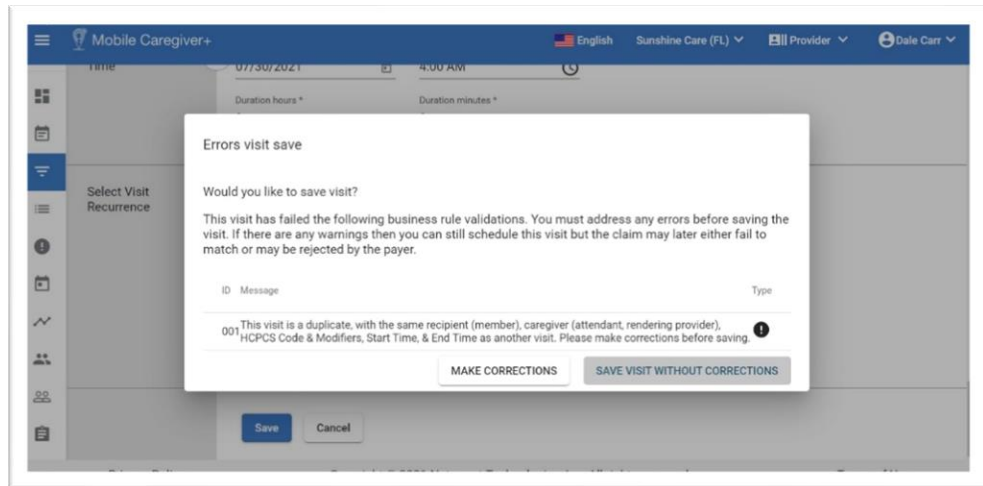 Mobile Caregiver+
English
Sunshine Care (FL)
Provider
Dale Carr
Time
07/30/2021
4:00 AM
Duration hours *
Duration minutes *
Errors visit save
Would you like to save visit?
This visit has failed the following business rule validations. You must address any errors before saving the
visit. If there are any warnings then you can still schedule this visit but the claim may later either fail to
match or may be rejected by the payer.
Select Visit
Recurrence
ID Message
Type
001 This visit is a duplicate, with the same recipient (member), caregiver (attendant, rendering provider),
HCPCS Code & Modifiers, Start Time, & End Time as another visit. Please make corrections before saving.
MAKE CORRECTIONS
SAVE VISIT WITHOUT CORRECTIONS
Save
Cancel